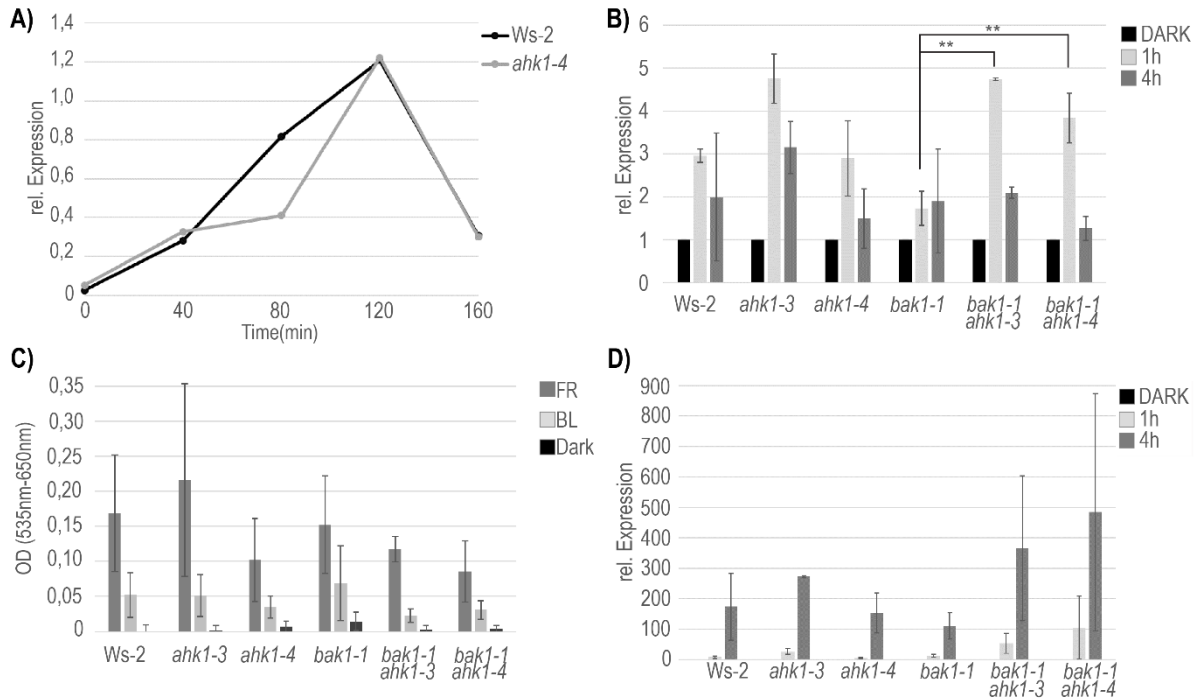 A)
rel. Expression
1,4
1,2
1,0
0,8
0,6
0,4
0,2
0
0 40 80 120 160
Time(min)
Ws-2
ahk1-4
B)
rel. Expression
6
5
4
3
2
1
0
**
**
DARK
1h
4h
Ws-2 ahk1-3 ahk1-4 bak1-1 bak1-1 bak1-1
ahk1-3 ahk1-4
C)
OD (535nm-650nm)
0,35
0,30
0,25
0,20
0,15
0,10
0,05
0
FR
BL
Dark
Ws-2 ahk1-3 ahk1-4 bak1-1 bak1-1 bak1-1
ahk1-3 ahk1-4
D)
rel. Expression
900
800
700
600
500
400
300
200
100
0
DARK
1h
4h
Ws-2 ahk1-3 ahk1-4 bak1-1 bak1-1 bak1-1
ahk1-3 ahk1-4